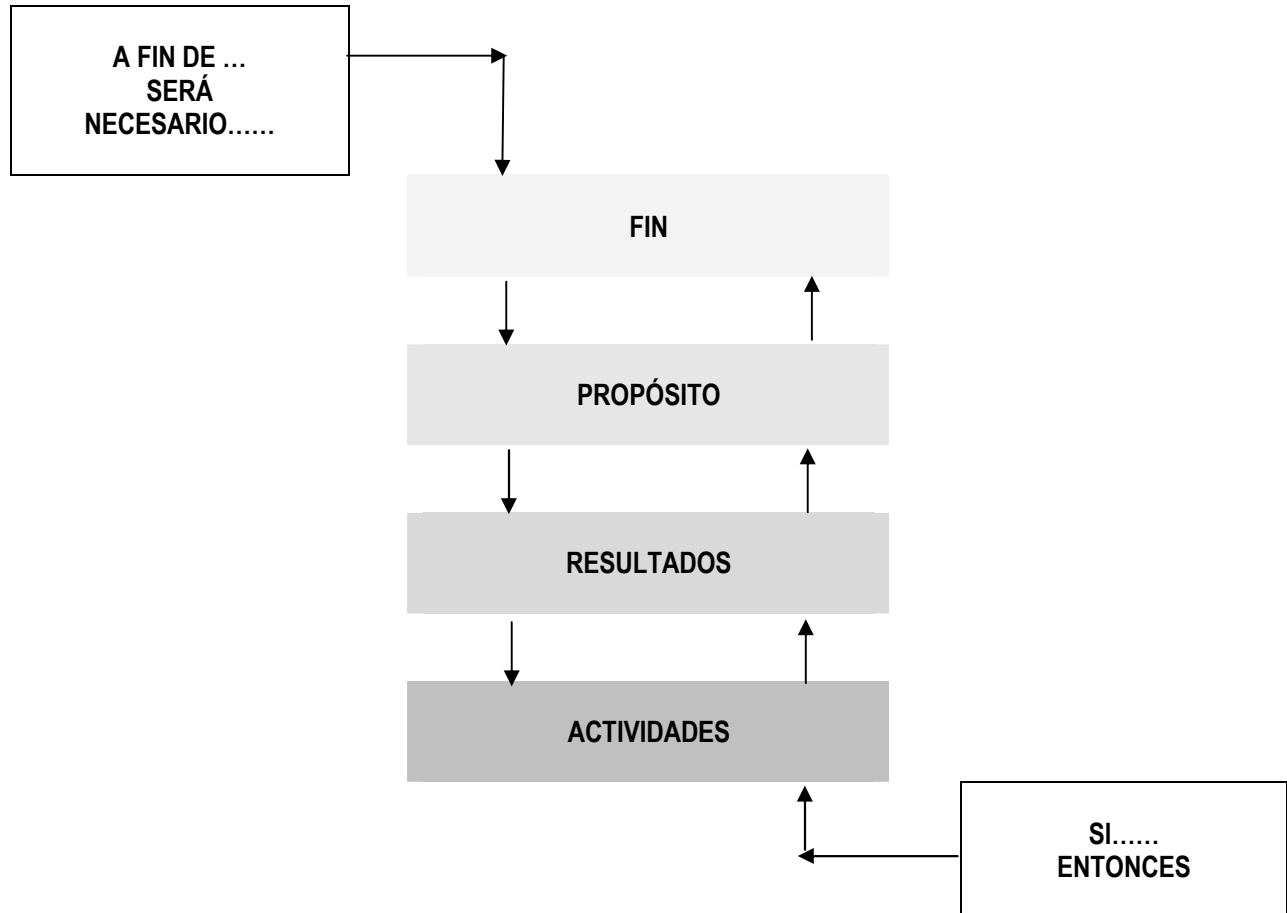 A FIN DE …
SERÁ
NECESARIO……
FIN
PROPÓSITO
RESULTADOS
ACTIVIDADES
SI……
ENTONCES